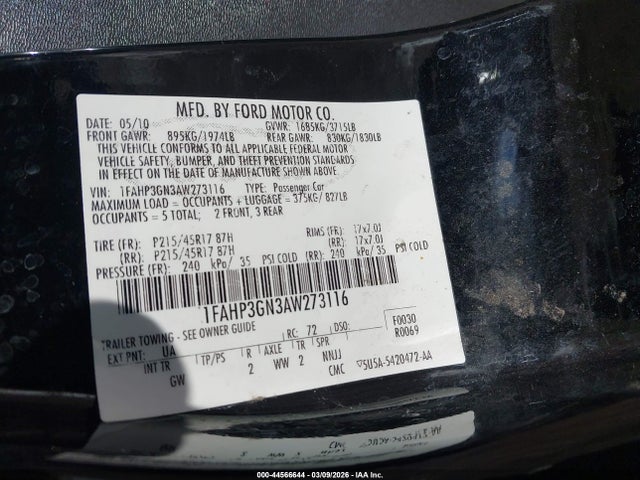 MFD. BY FORD MOTOR CO.
DATE: 05/10 GVWR: 1685KG/3715LB
FRONT GAWR: 895KG/1974LB REAR GAWR: 830KG/1830LB
THIS VEHICLE CONFORMS TO ALL APPLICABLE FEDERAL MOTOR
VEHICLE SAFETY, BUMPER, AND THEFT PREVENTION STANDARDS
IN EFFECT ON THE DATE OF MANUFACTURE SHOWN ABOVE.
VIN: 1FAHP3GN3AW273116 TYPE: Passenger Car
MAXIMUM LOAD = OCCUPANTS + LUGGAGE = 375KG/ 827LB
OCCUPANTS = 5 TOTAL; 2 FRONT, 3 REAR
TIRE (FR): P215/45R17 87H RIMS (FR): 17x7.0J
(RR): P215/45R17 87H (RR): 17x7.0J
PRESSURE (FR): 240 kPa/ 35 PSI COLD (RR): 240 kPa/ 35 PSI COLD
1FAHP3GN3AW273116
TRAILER TOWING - SEE OWNER GUIDE
EXT PNT: UA RC: 72 DSO: F0030
R0069
INT TR TP/PS R AXLE TR SPR
GW 2 WW 2 NNJJ
CMC 5U5A-5420472-AA
000-44566644 | 03/09/2026 - IAA Inc.